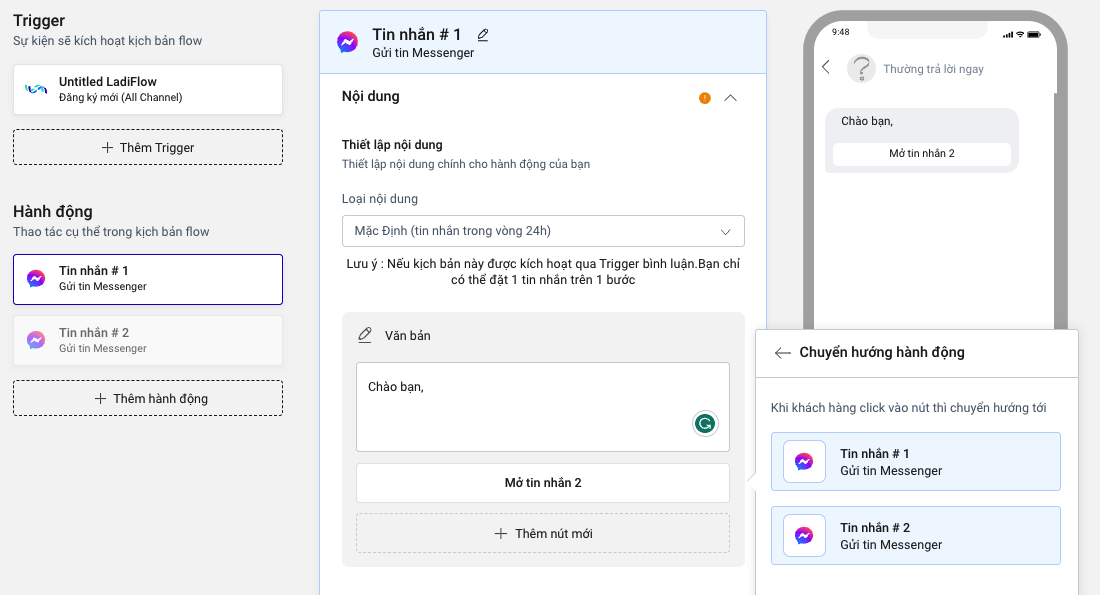 Trigger
Sự kiện sẽ kích hoạt kịch bản flow
Untitled LadiFlow
Đăng ký mới (All Channel)
Thêm Trigger
Hành động
Thao tác cụ thể trong kịch bản flow
Tin nhắn # 1
Gửi tin Messenger
Tin nhắn # 2
Gửi tin Messenger
Thêm hành động
Tin nhắn # 1
Gửi tin Messenger
Nội dung
Thiết lập nội dung
Thiết lập nội dung chính cho hành động của bạn
Loại nội dung
Mặc Định (tin nhắn trong vòng 24h)
Lưu ý : Nếu kịch bản này được kích hoạt qua Trigger bình luận.Bạn chỉ
có thể đặt 1 tin nhắn trên 1 bước
Văn bản
Chào bạn,
Mở tin nhắn 2
Thêm nút mới
9:48
Thường trả lời ngay
Chào bạn,
Mở tin nhắn 2
Chuyển hướng hành động
Khi khách hàng click vào nút thì chuyển hướng tới
Tin nhắn # 1
Gửi tin Messenger
Tin nhắn # 2
Gửi tin Messenger